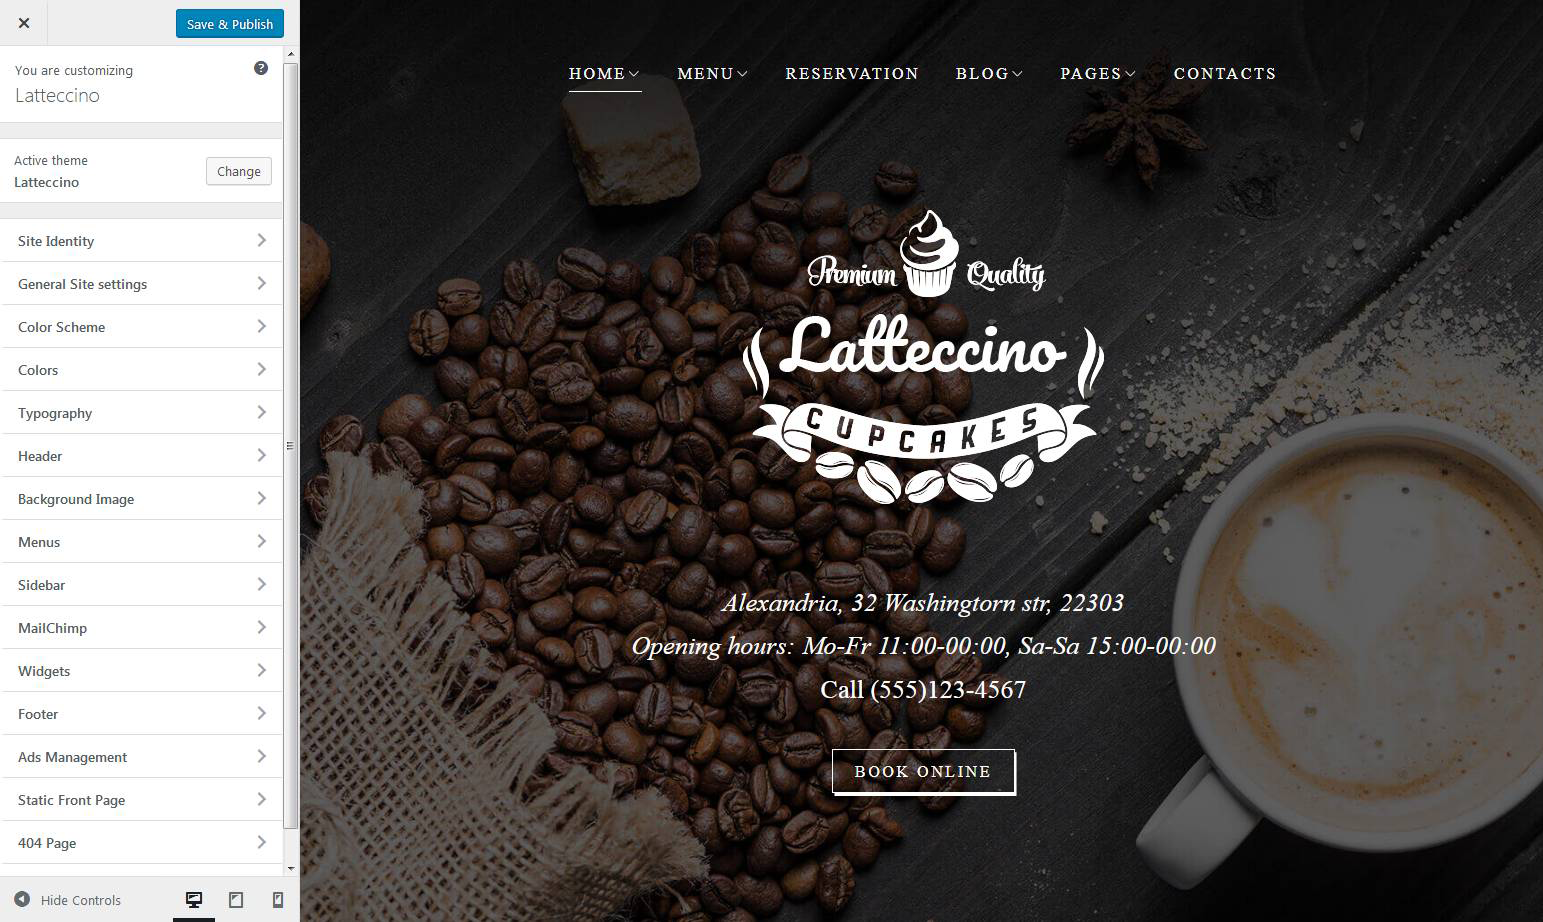 Save & Publish
You are customizing
Latteccino
Active theme
Latteccino
Change
Site Identity
General Site settings
Color Scheme
Colors
Typography
Header
Background Image
Menus
Sidebar
MailChimp
Widgets
Footer
Ads Management
Static Front Page
404 Page
Hide Controls
HOME MENU RESERVATION BLOG PAGES CONTACTS
Premium Quality
Latteccino
CUPCAKES
Alexandria, 32 Washingtorn str, 22303
Opening hours: Mo-Fr 11:00-00:00, Sa-Sa 15:00-00:00
Call (555)123-4567
BOOK ONLINE